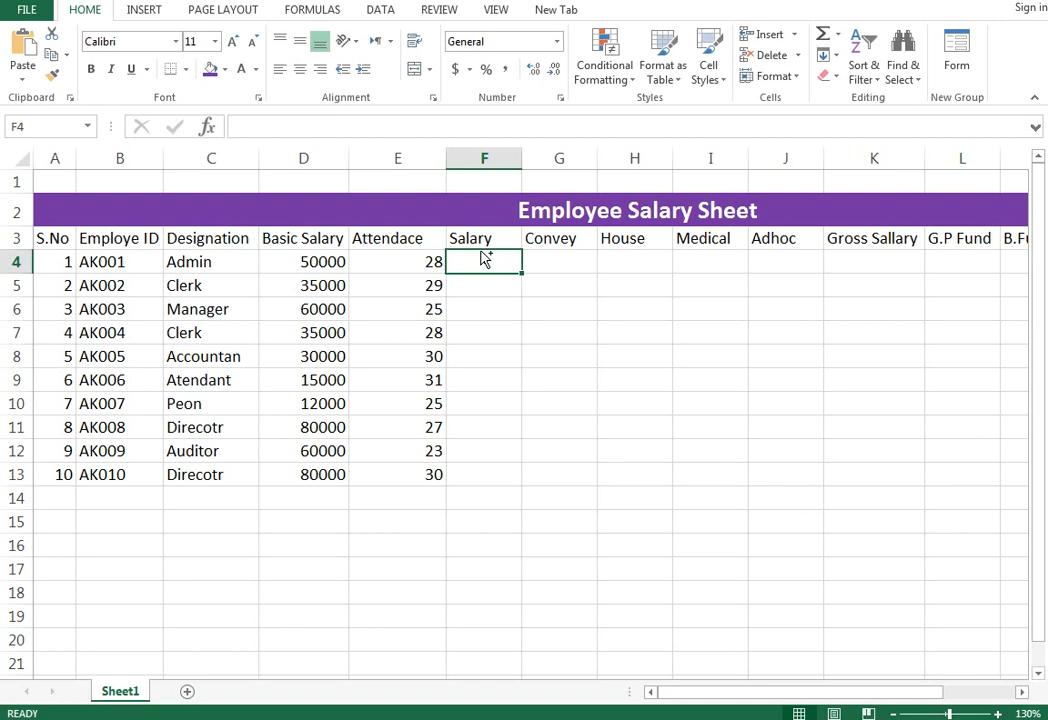 FILE HOME INSERT PAGE LAYOUT FORMULAS DATA REVIEW VIEW New Tab Sign in
Paste
Calibri 11
B I U A
General
$ % ,
Conditional Formatting
Format as Table
Cell Styles
Insert
Delete
Format
Sort & Filter
Find & Select
Form
Clipboard Font Alignment Number Styles Cells Editing New Group
F4 fx
A B C D E F G H I J K L
1
2 Employee Salary Sheet
3 S.No Employe ID Designation Basic Salary Attendace Salary Convey House Medical Adhoc Gross Sallary G.P Fund
4 1 AK001 Admin 50000 28
5 2 AK002 Clerk 35000 29
6 3 AK003 Manager 60000 25
7 4 AK004 Clerk 35000 28
8 5 AK005 Accountan 30000 30
9 6 AK006 Atendant 15000 31
10 7 AK007 Peon 12000 25
11 8 AK008 Direcotr 80000 27
12 9 AK009 Auditor 60000 23
13 10 AK010 Direcotr 80000 30
14
15
16
17
18
19
20
21
Sheet1
READY 130%